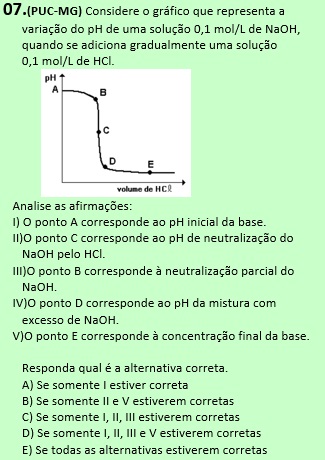 07.(PUC-MG) Considere o gráfico que representa a
variação do pH de uma solução 0,1 mol/L de NaOH,
quando se adiciona gradualmente uma solução
0,1 mol/L de HCl.
pH
A
B
C
D
E
volume de HCℓ
Analise as afirmações:
I) O ponto A corresponde ao pH inicial da base.
II)O ponto C corresponde ao pH de neutralização do
NaOH pelo HCl.
III)O ponto B corresponde à neutralização parcial do
NaOH.
IV)O ponto D corresponde ao pH da mistura com
excesso de NaOH.
V)O ponto E corresponde à concentração final da base.
Responda qual é a alternativa correta.
A) Se somente I estiver correta
B) Se somente II e V estiverem corretas
C) Se somente I, II, III estiverem corretas
D) Se somente I, II, III e V estiverem corretas
E) Se todas as alternativas estiverem corretas